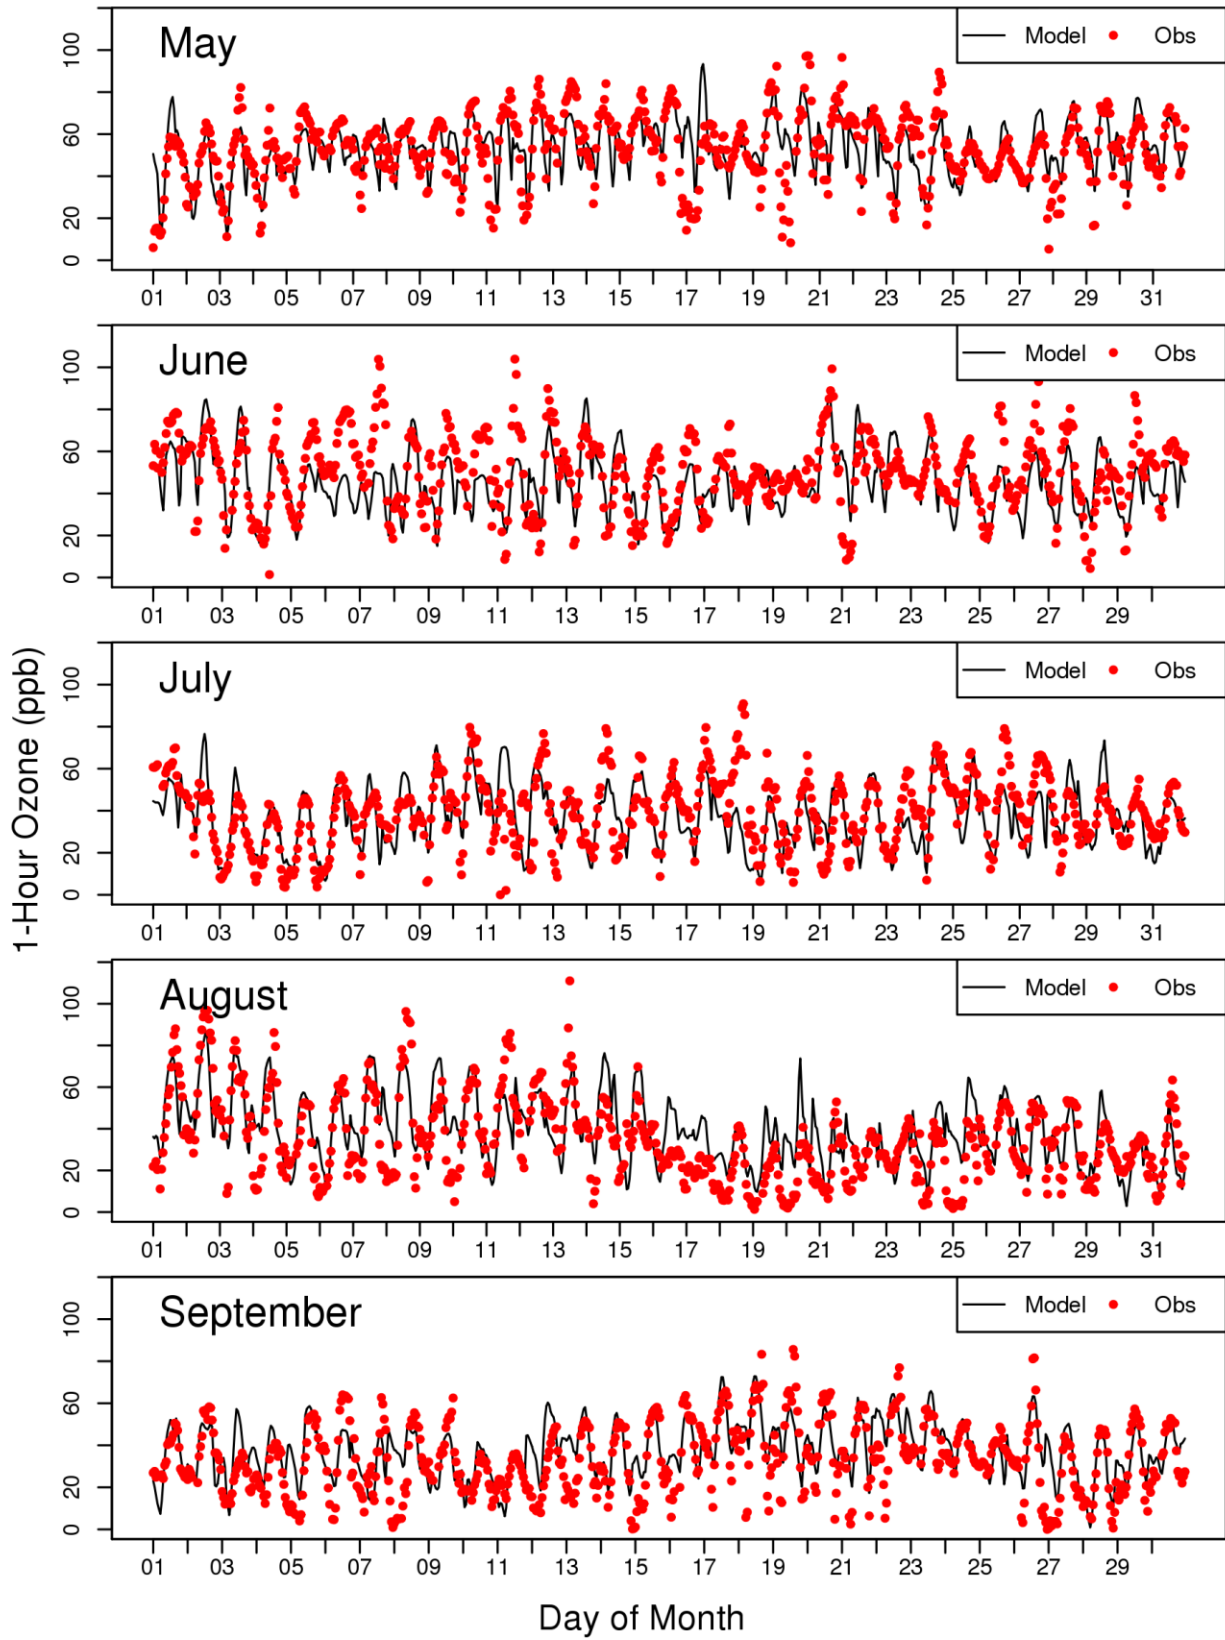 1-Hour Ozone (ppb)
May
Model Obs
0 20 60 100
01 03 05 07 09 11 13 15 17 19 21 23 25 27 29 31
June
Model Obs
0 20 60 100
01 03 05 07 09 11 13 15 17 19 21 23 25 27 29
July
Model Obs
0 20 60 100
01 03 05 07 09 11 13 15 17 19 21 23 25 27 29 31
August
Model Obs
0 20 60 100
01 03 05 07 09 11 13 15 17 19 21 23 25 27 29 31
September
Model Obs
0 20 60 100
01 03 05 07 09 11 13 15 17 19 21 23 25 27 29
Day of Month